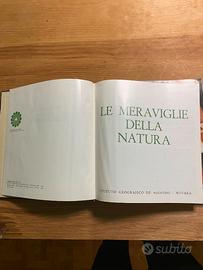 LE MERAVIGLIE
DELLA
NATURA
ISTITUTO GEOGRAFICO DE AGOSTINI - NOVARA
subito